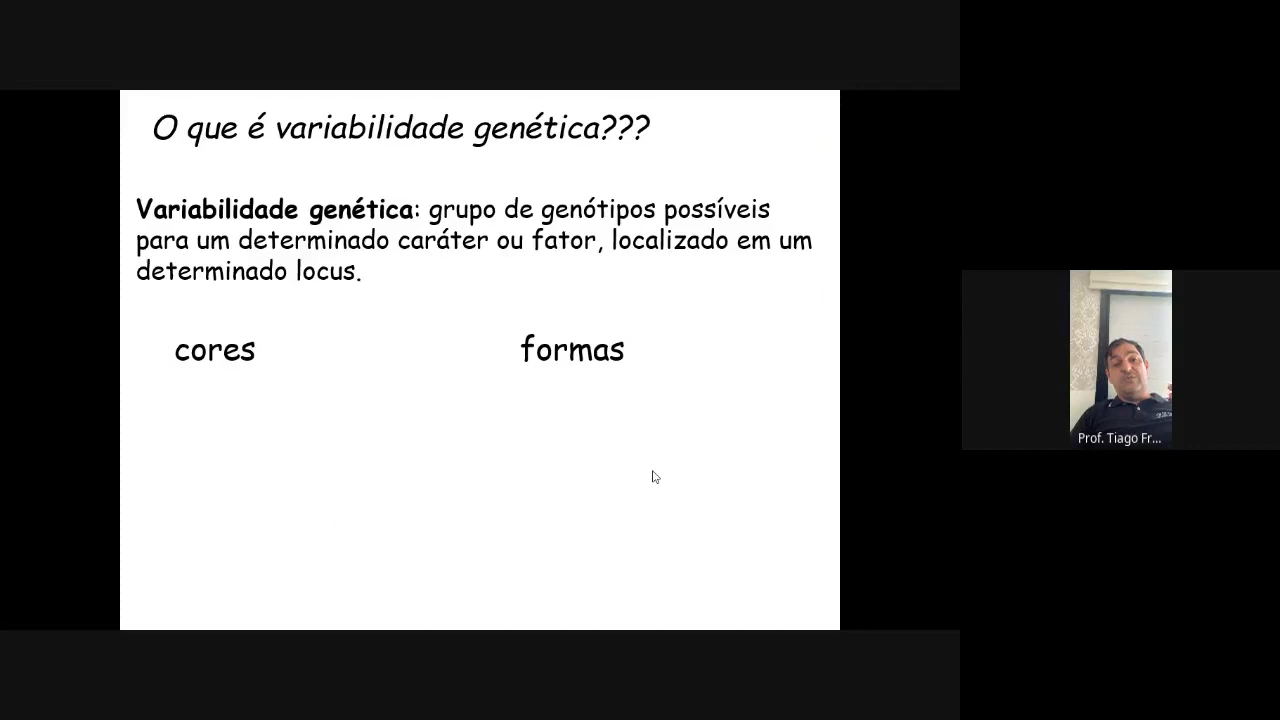 O que é variabilidade genética???
Variabilidade genética: grupo de genótipos possíveis
para um determinado caráter ou fator, localizado em um
determinado locus.
cores
formas
Prof. Tiago Fr...